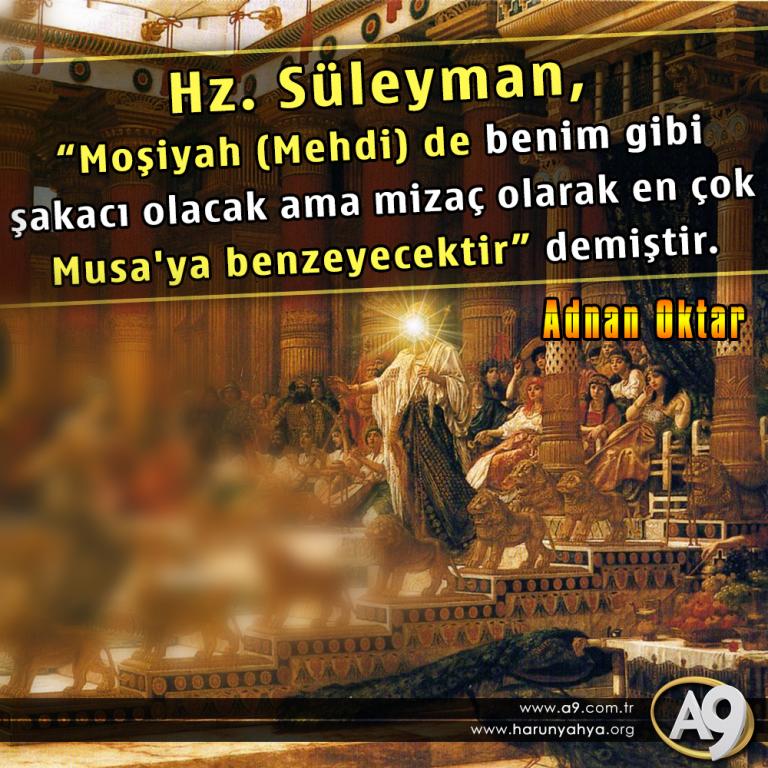 Hz. Süleyman,
“Moşiyah (Mehdi) de benim gibi
şakacı olacak ama mizaç olarak en çok
Musa'ya benzeyecektir” demiştir.
Adnan Oktar
www.a9.com.tr
www.harunyahya.org
A9